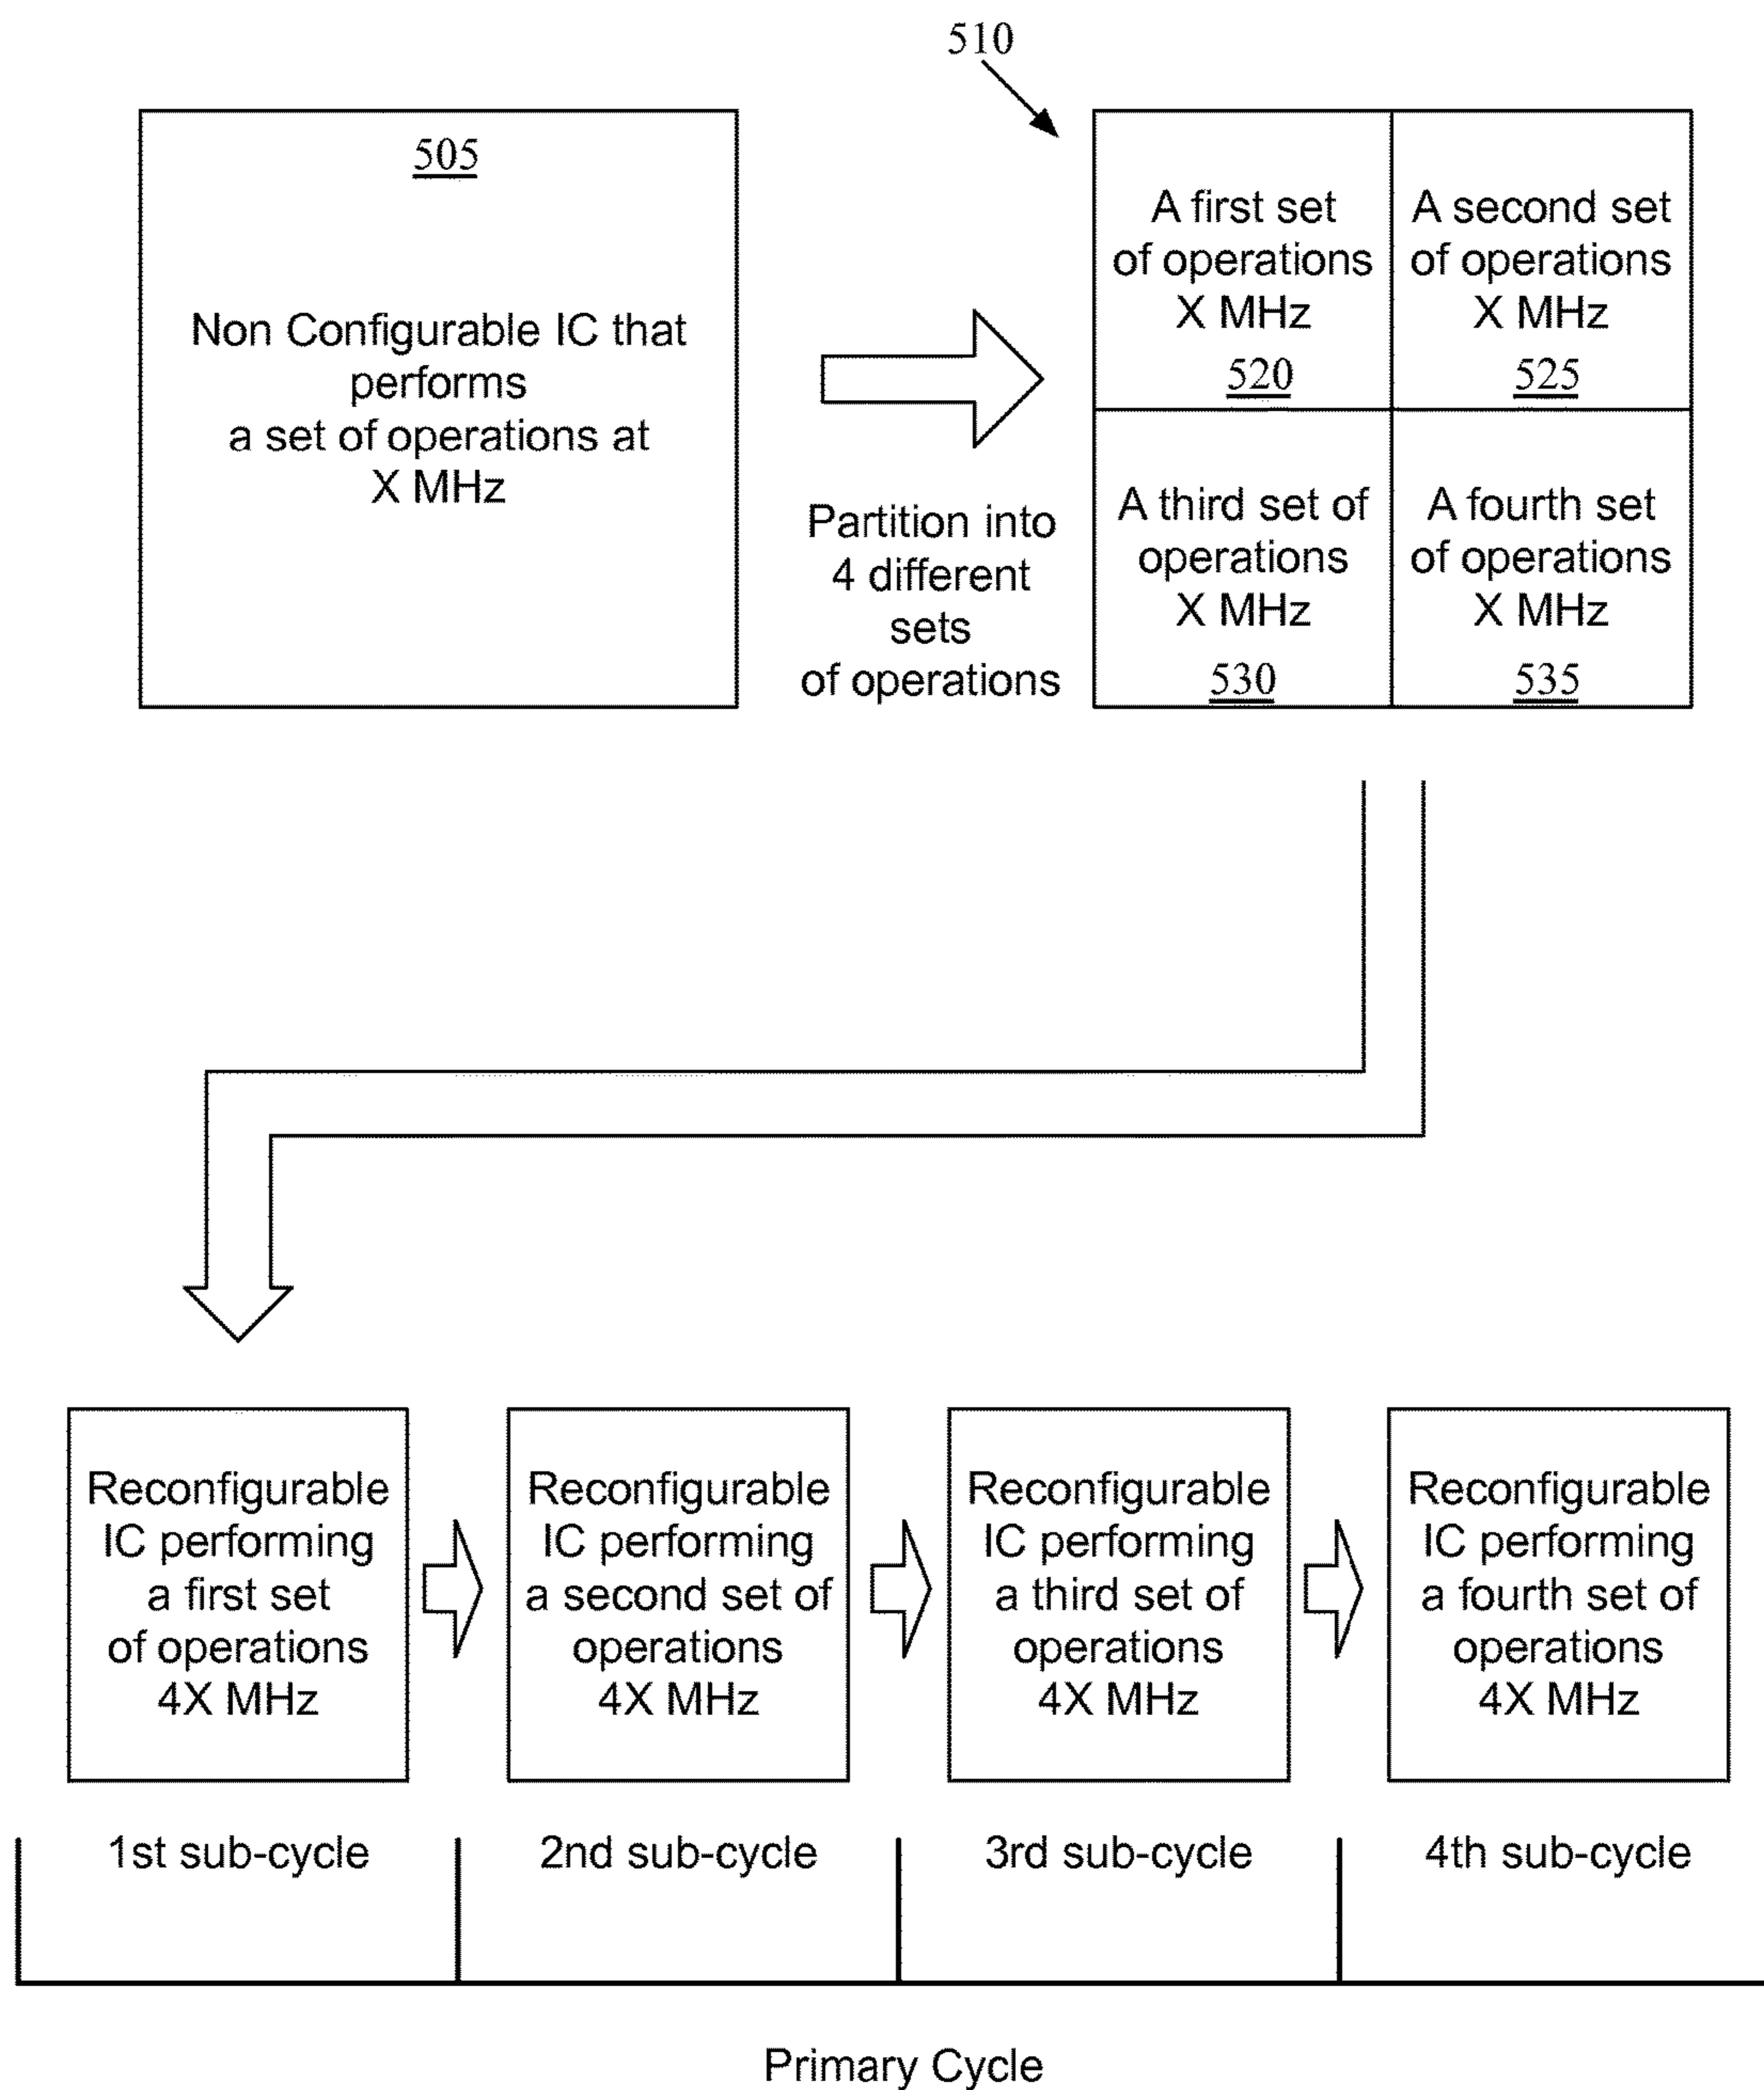 510
505
Non Configurable IC that
performs
a set of operations at
X MHz
Partition into
4 different
sets
of operations
A first set
of operations
X MHz
520
A second set
of operations
X MHz
525
A third set of
operations
X MHz
530
A fourth set
of operations
X MHz
535
Reconfigurable
IC performing
a first set
of operations
4X MHz
Reconfigurable
IC performing
a second set of
operations
4X MHz
Reconfigurable
IC performing
a third set of
operations
4X MHz
Reconfigurable
IC performing
a fourth set of
operations
4X MHz
1st sub-cycle
2nd sub-cycle
3rd sub-cycle
4th sub-cycle
Primary Cycle